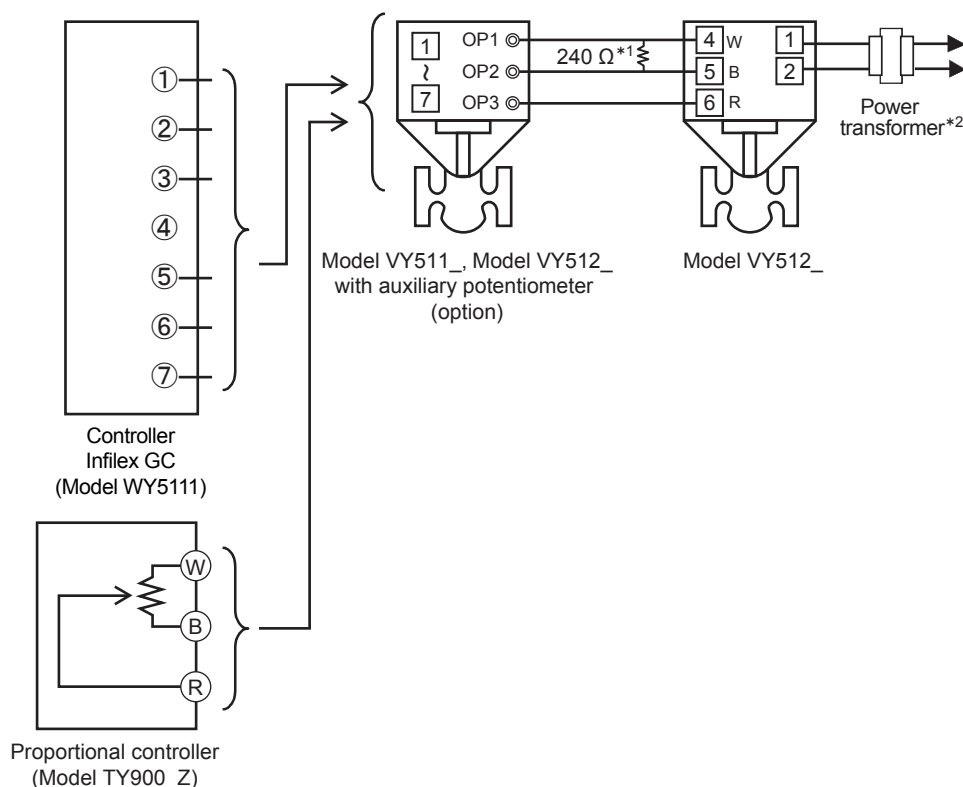 ①
②
③
④
⑤
⑥
⑦
Controller
Infilex GC
(Model WY5111)
W
B
R
Proportional controller
(Model TY900_Z)
1
~
7
OP1
OP2
OP3
240 Ω*1
Model VY511_, Model VY512_
with auxiliary potentiometer
(option)
4 W
5 B
6 R
1
2
Model VY512_
Power
transformer*2